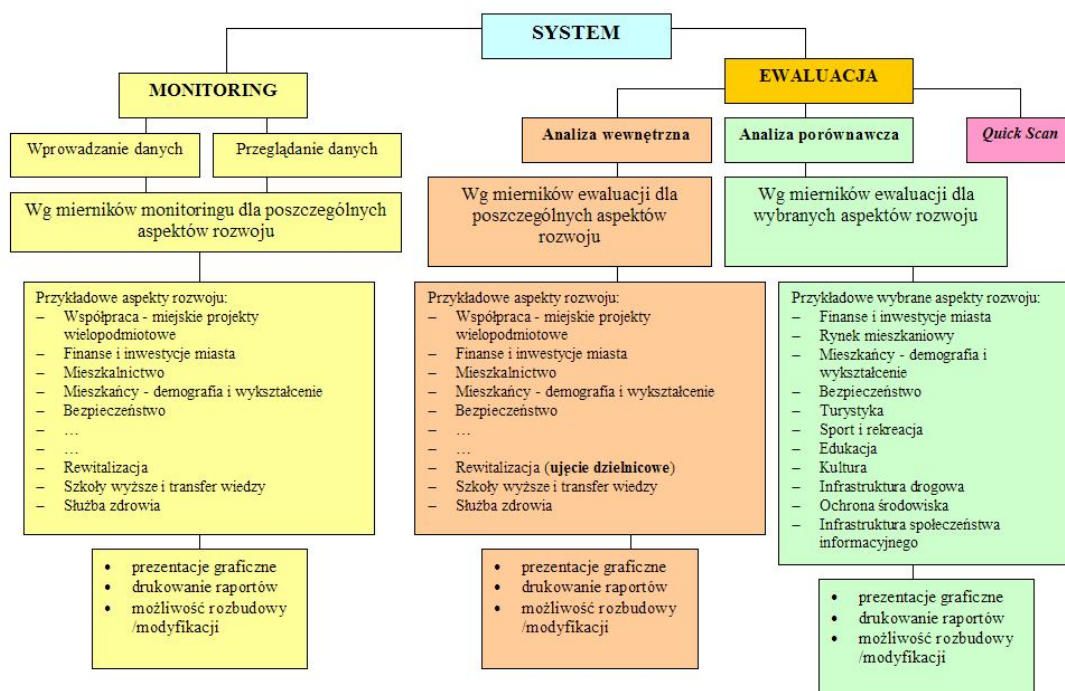 SYSTEM
MONITORING
EWALUACJA
Wprowadzanie danych
Przeglądanie danych
Analiza wewnętrzna
Analiza porównawcza
Quick Scan
Wg mierników monitoringu dla poszczególnych
aspektów rozwoju
Wg mierników ewaluacji dla
poszczególnych aspektów
rozwoju
Wg mierników ewaluacji dla
wybranych aspektów rozwoju
Przykładowe aspekty rozwoju:
– Współpraca - miejskie projekty
wielopodmiotowe
– Finanse i inwestycje miasta
– Mieszkalnictwo
– Mieszkańcy - demografia i wykształcenie
– Bezpieczeństwo
– …
– …
– Rewitalizacja
– Szkoły wyższe i transfer wiedzy
– Służba zdrowia
Przykładowe aspekty rozwoju:
– Współpraca - miejskie projekty
wielopodmiotowe
– Finanse i inwestycje miasta
– Mieszkalnictwo
– Mieszkańcy - demografia i wykształcenie
– Bezpieczeństwo
– …
– …
– Rewitalizacja (ujęcie dzielnicowe)
– Szkoły wyższe i transfer wiedzy
– Służba zdrowia
Przykładowe wybrane aspekty rozwoju:
– Finanse i inwestycje miasta
– Rynek mieszkaniowy
– Mieszkańcy - demografia i
wykształcenie
– Bezpieczeństwo
– Turystyka
– Sport i rekreacja
– Edukacja
– Kultura
– Infrastruktura drogowa
– Ochrona środowiska
– Infrastruktura społeczeństwa
informacyjnego
• prezentacje graficzne
• drukowanie raportów
• możliwość rozbudowy
/modyfikacji
• prezentacje graficzne
• drukowanie raportów
• możliwość rozbudowy
/modyfikacji
• prezentacje graficzne
• drukowanie raportów
• możliwość rozbudowy
/modyfikacji